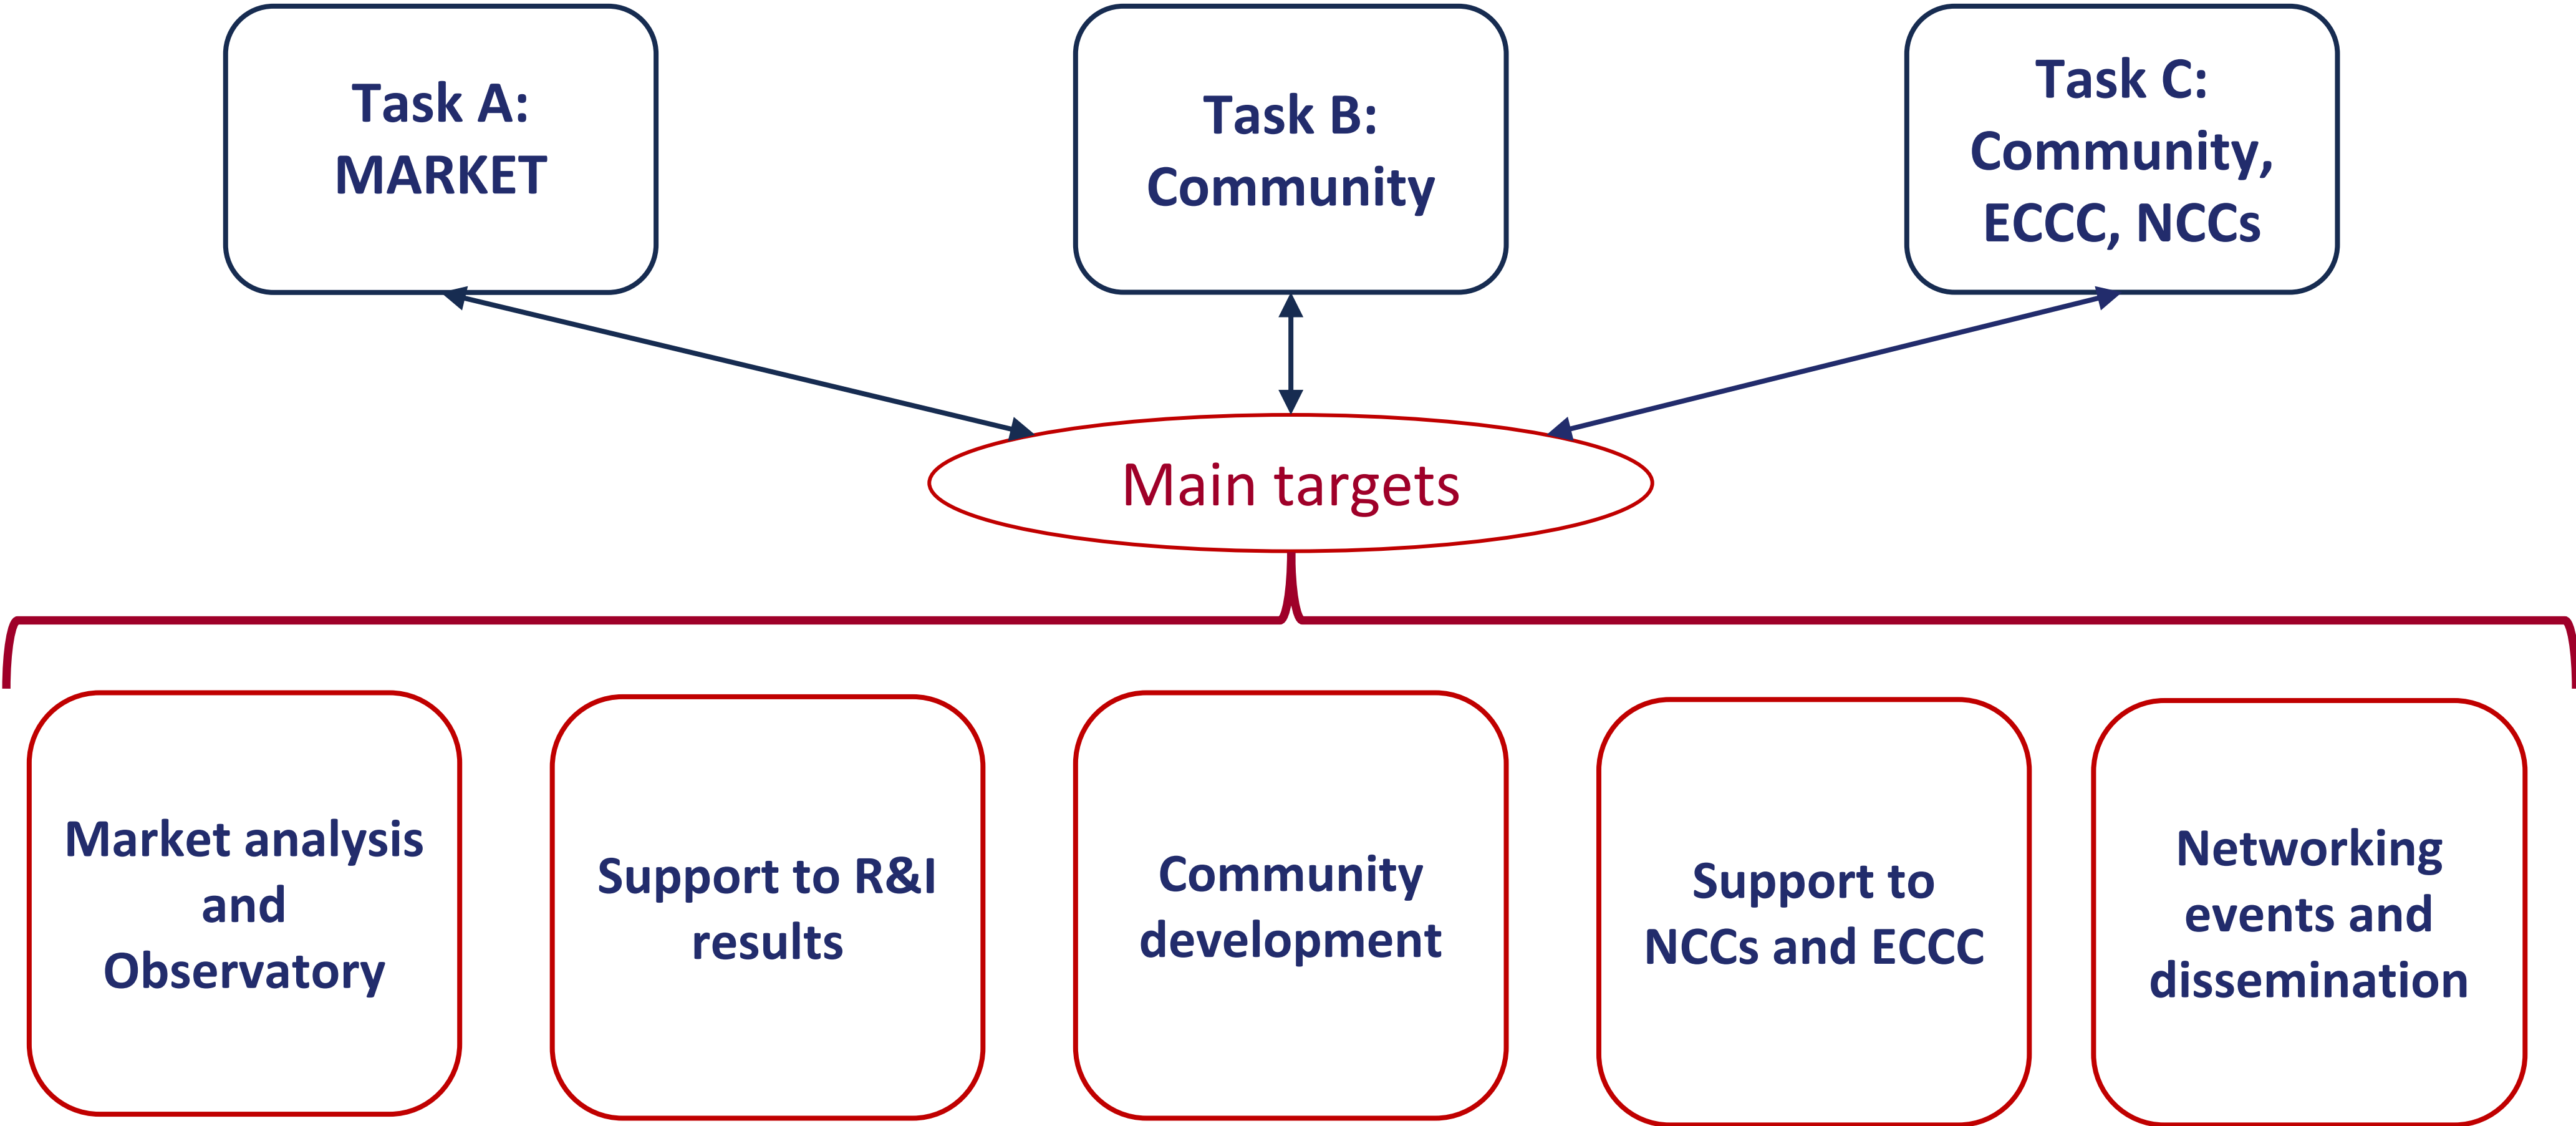 Task A:
MARKET
Task B:
Community
Task C:
Community,
ECCC, NCCs
Main targets
Market analysis
and
Observatory
Support to R&I
results
Community
development
Support to
NCCs and ECCC
Networking
events and
dissemination